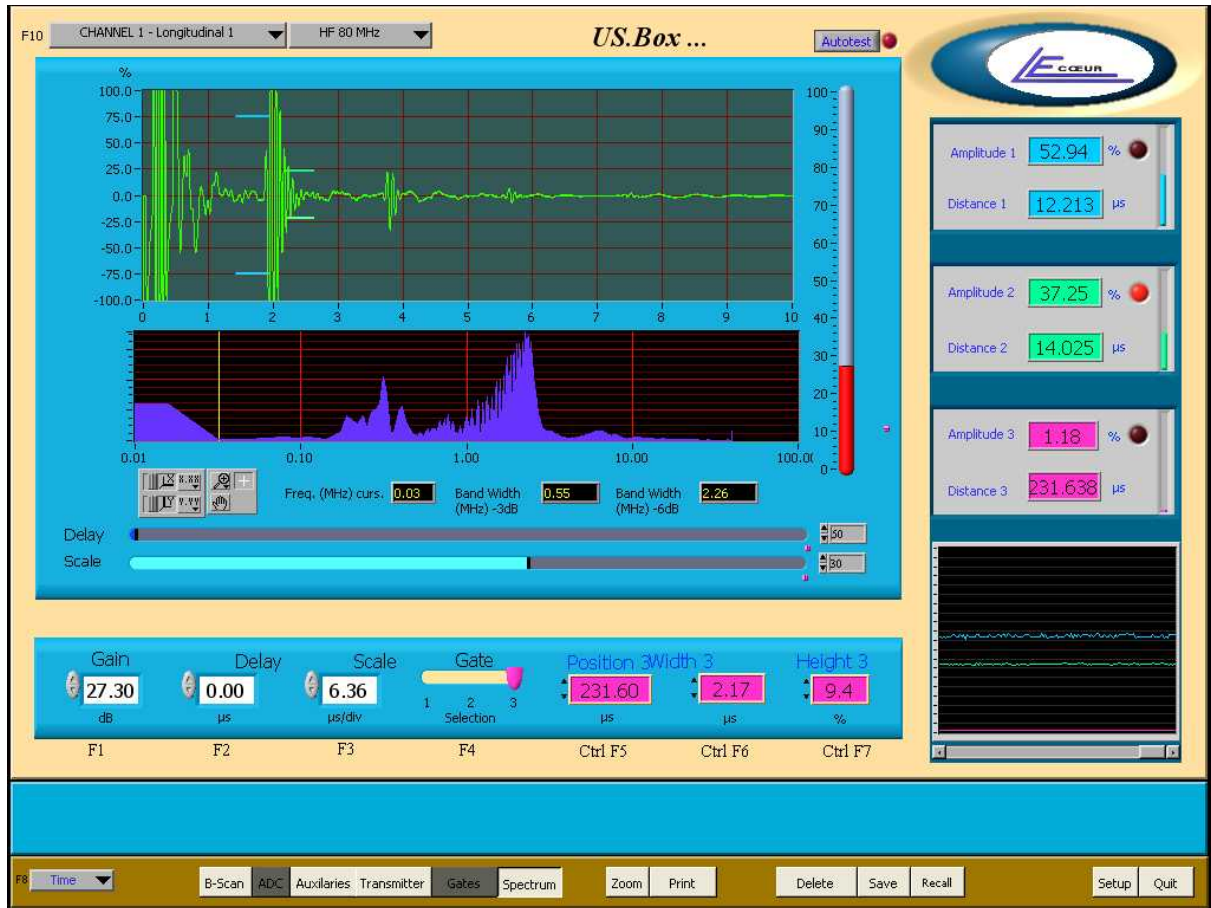 F10 CHANNEL 1 - Longitudinal 1 HF 80 MHz US.Box ... Autotest
LE CŒUR
%
100.0
75.0
50.0
25.0
0.0
-25.0
-50.0
-75.0
-100.0
0 1 2 3 4 5 6 7 8 9 10
100
90
80
70
60
50
40
30
20
10
0
0.01 0.10 1.00 10.00 100.0
X.XX
Y.YY
Freq. (MHz) curs. 0.03 Band Width (MHz) -3dB 0.55 Band Width (MHz) -6dB 2.26
Delay 50
Scale 30
Amplitude 1 52.94 %
Distance 1 12.213 µs
Amplitude 2 37.25 %
Distance 2 14.025 µs
Amplitude 3 1.18 %
Distance 3 231.638 µs
Gain Delay Scale Gate Position 3 Width 3 Height 3
27.30 0.00 6.36 231.60 2.17 9.4
1 2 3
dB µs µs/div Selection µs µs %
F1 F2 F3 F4 Ctrl F5 Ctrl F6 Ctrl F7
F8 Time B-Scan ADC Auxilaries Transmitter Gates Spectrum Zoom Print Delete Save Recall Setup Quit